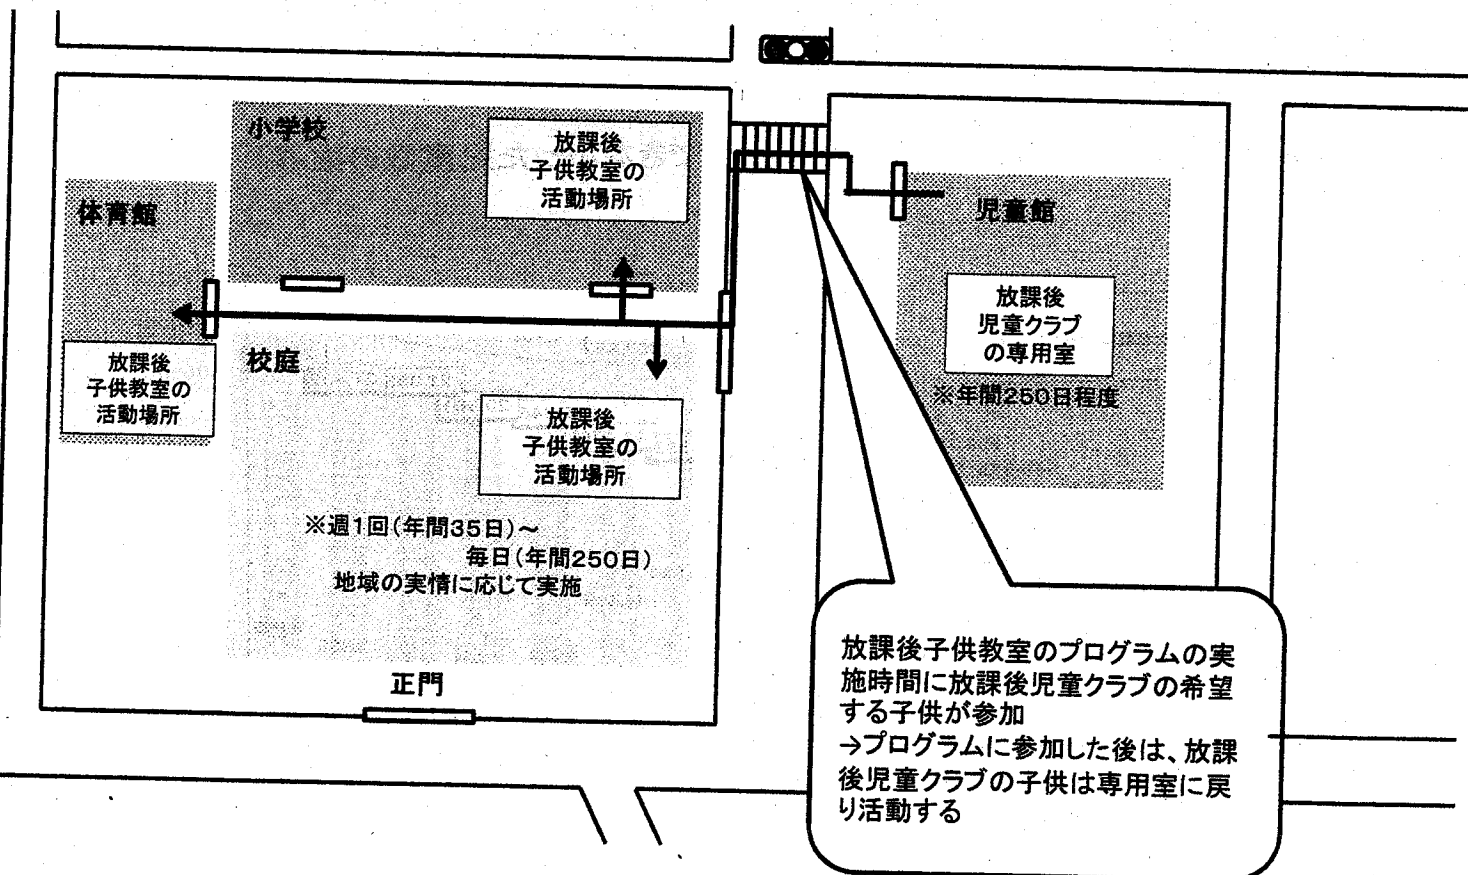 小学校
放課後
子供教室の
活動場所
体育館
放課後
子供教室の
活動場所
校庭
放課後
子供教室の
活動場所
※週1回(年間35日)~
毎日(年間250日)
地域の実情に応じて実施
正門
児童館
放課後
児童クラブ
の専用室
※年間250日程度
放課後子供教室のプログラムの実
施時間に放課後児童クラブの希望
する子供が参加
→プログラムに参加した後は、放課
後児童クラブの子供は専用室に戻
り活動する